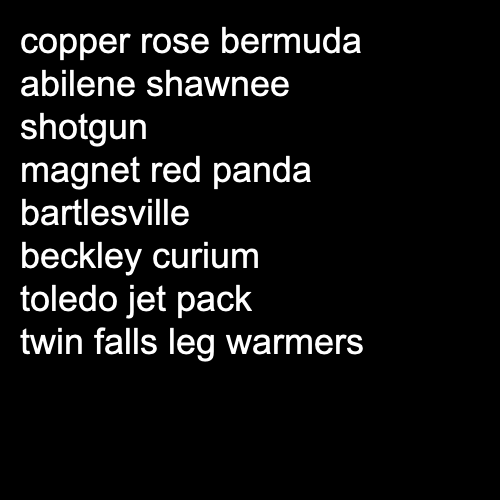 copper rose bermuda
abilene shawnee
shotgun
magnet red panda
bartlesville
beckley curium
toledo jet pack
twin falls leg warmers